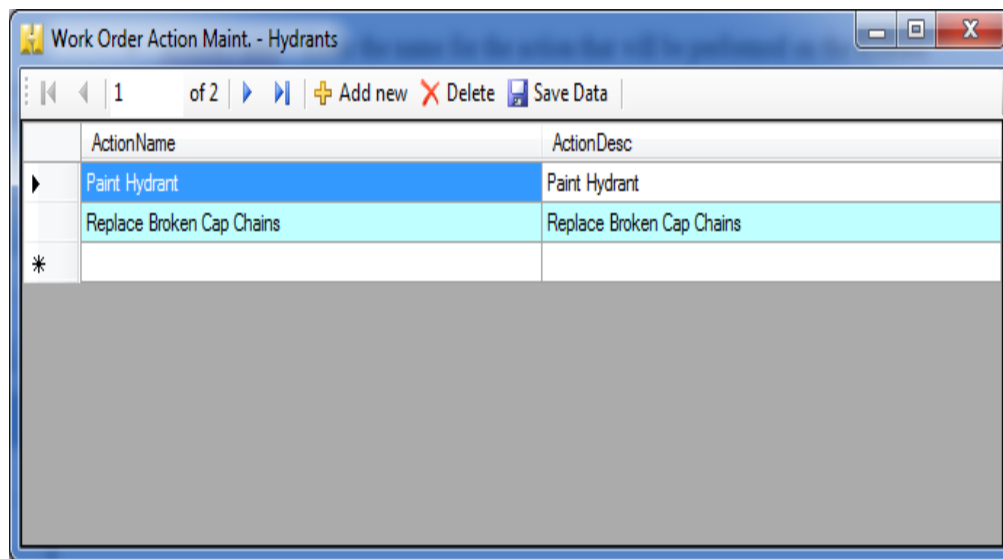 Work Order Action Maint. - Hydrants
1 of 2 Add new Delete Save Data
ActionName ActionDesc
Paint Hydrant Paint Hydrant
Replace Broken Cap Chains Replace Broken Cap Chains